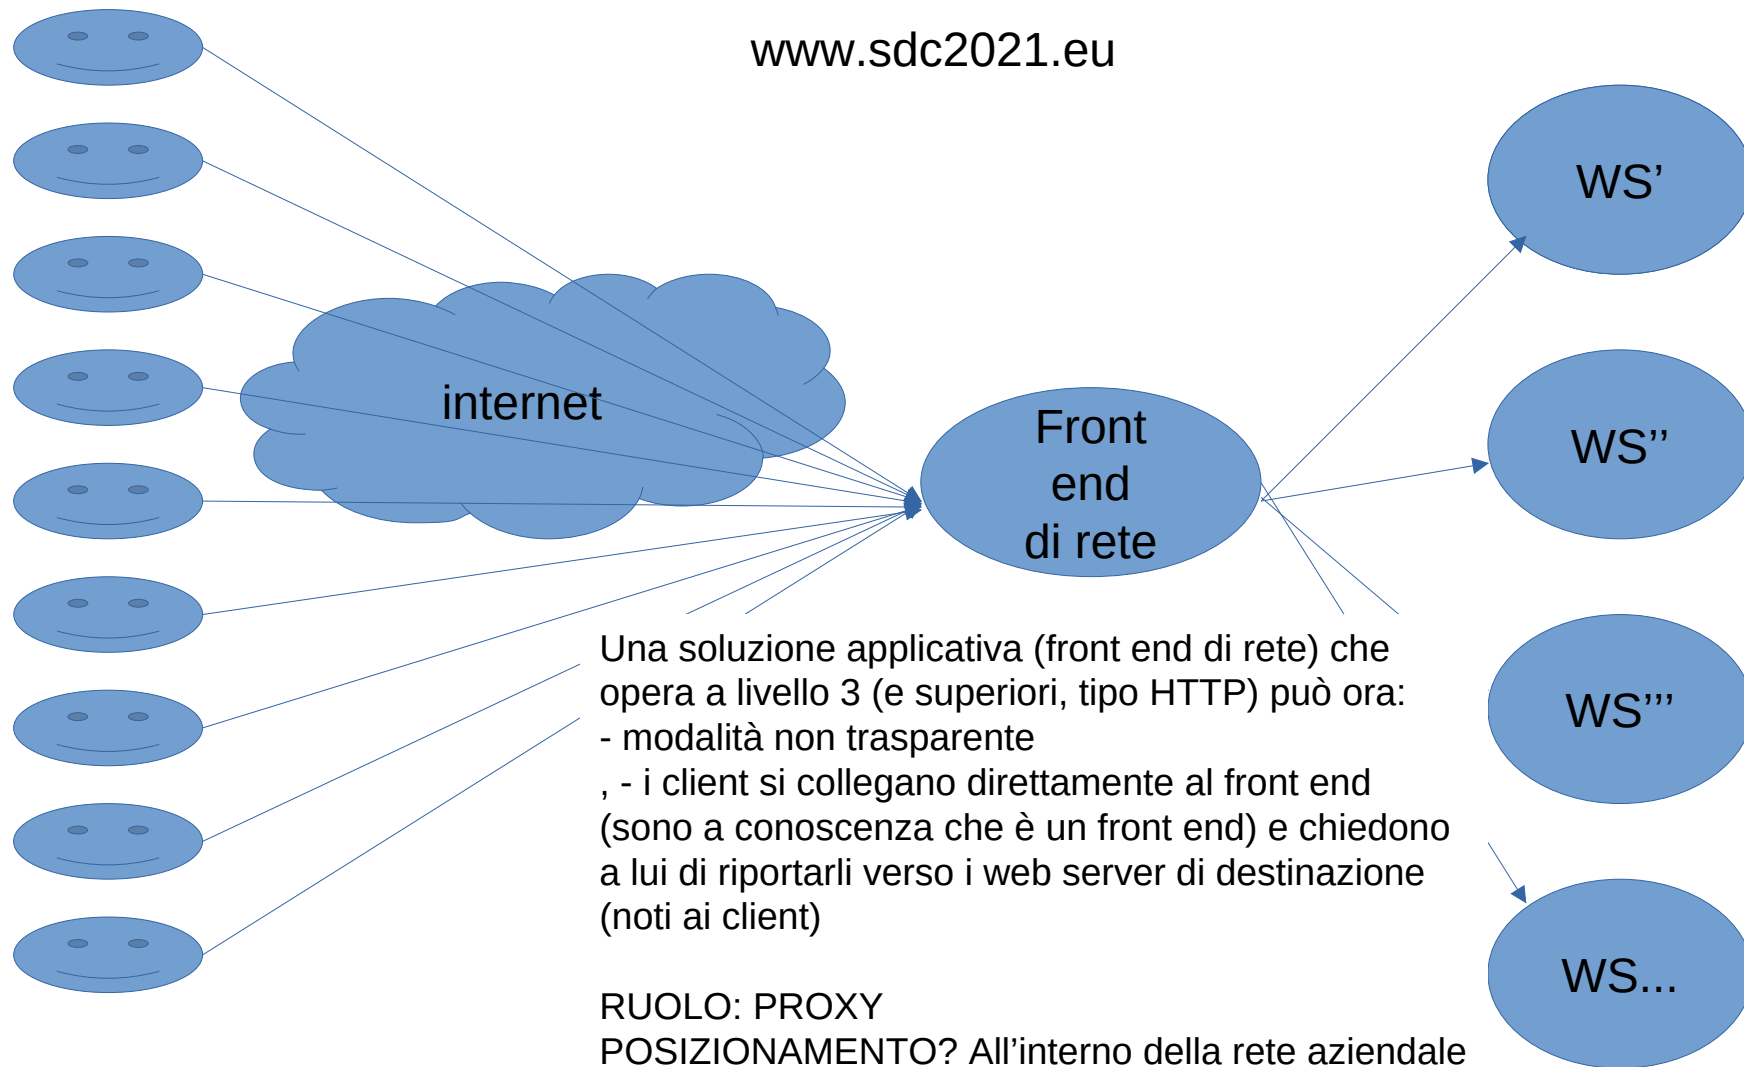 www.sdc2021.eu
WS’
internet
Front
end
di rete
WS’’
Una soluzione applicativa (front end di rete) che
opera a livello 3 (e superiori, tipo HTTP) può ora:
- modalità non trasparente
, - i client si collegano direttamente al front end
(sono a conoscenza che è un front end) e chiedono
a lui di riportarli verso i web server di destinazione
(noti ai client)
WS’’’
RUOLO: PROXY
POSIZIONAMENTO? All’interno della rete aziendale
WS...